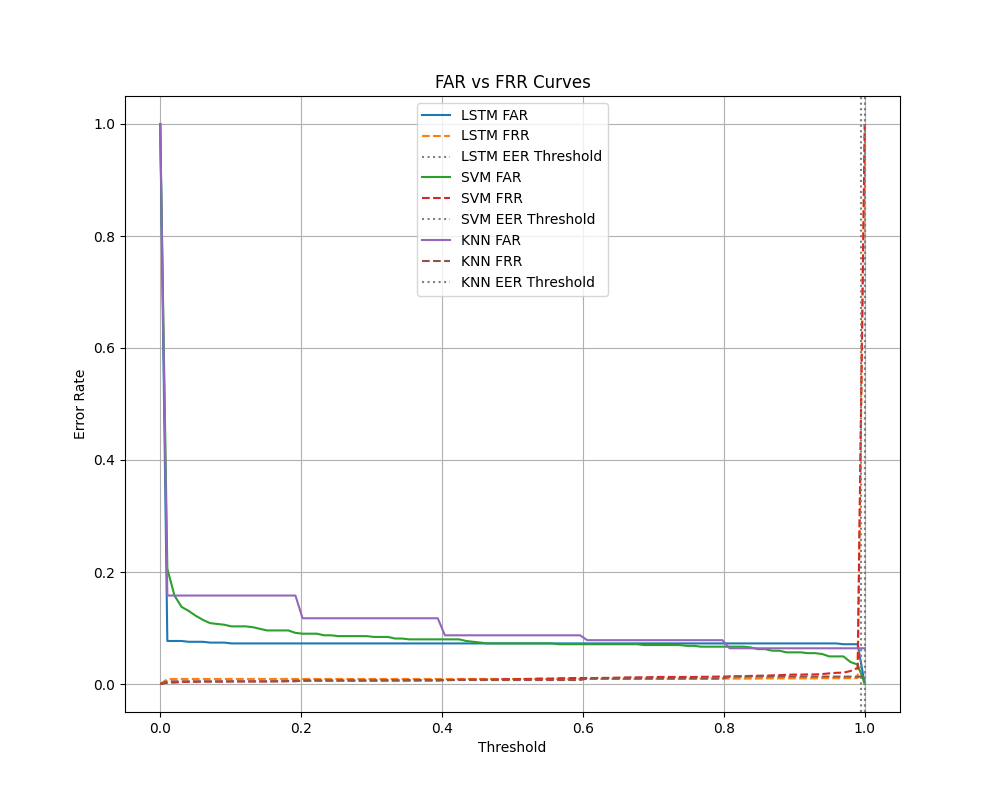 FAR vs FRR Curves
LSTM FAR
LSTM FRR
LSTM EER Threshold
SVM FAR
SVM FRR
SVM EER Threshold
KNN FAR
KNN FRR
KNN EER Threshold
1.0
0.8
0.6
0.4
0.2
0.0
Error Rate
0.0 0.2 0.4 0.6 0.8 1.0
Threshold